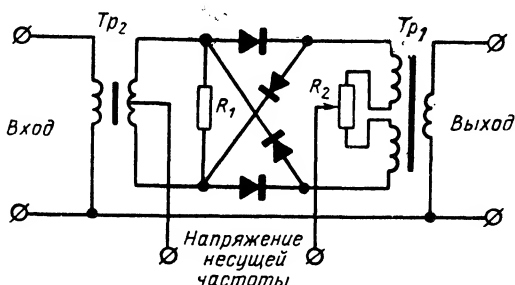 Тр₂
Тр₁
R₁
R₂
Вход
Выход
Напряжение
несущей
частоты